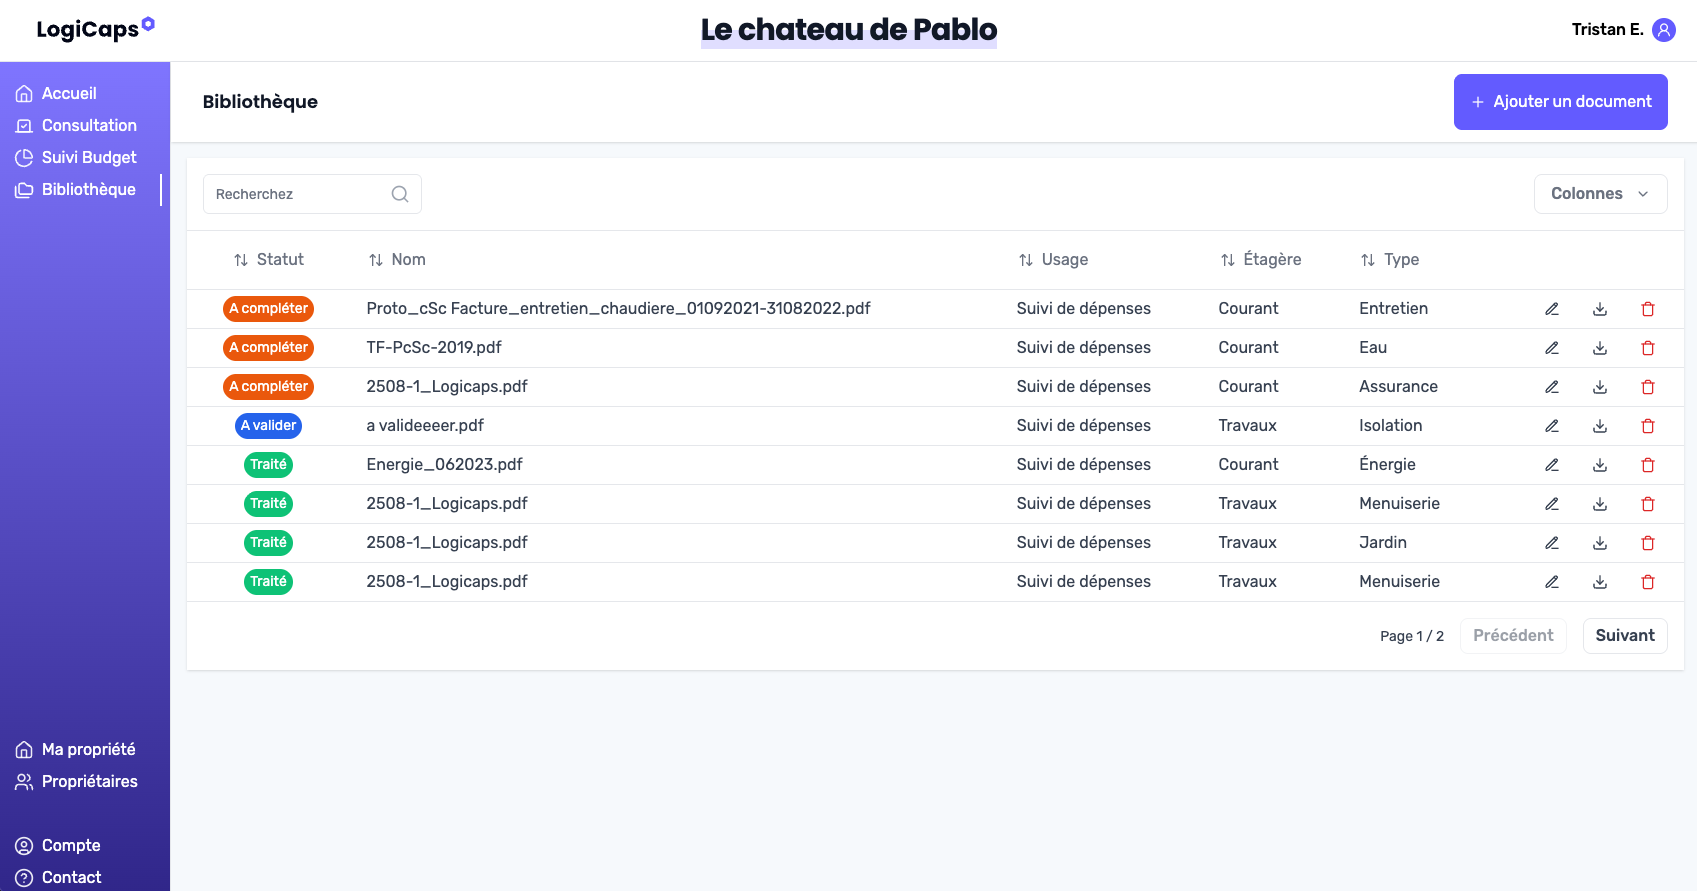 LogiCaps
Le chateau de Pablo
Tristan E.
Accueil
Consultation
Suivi Budget
Bibliothèque
Ma propriété
Propriétaires
Compte
Contact
Bibliothèque
Ajouter un document
Recherchez
Colonnes
Statut Nom Usage Étagère Type
A compléter Proto_cSc Facture_entretien_chaudiere_01092021-31082022.pdf Suivi de dépenses Courant Entretien
A compléter TF-PcSc-2019.pdf Suivi de dépenses Courant Eau
A compléter 2508-1_Logicaps.pdf Suivi de dépenses Courant Assurance
A valider a valideeeer.pdf Suivi de dépenses Travaux Isolation
Traité Energie_062023.pdf Suivi de dépenses Courant Énergie
Traité 2508-1_Logicaps.pdf Suivi de dépenses Travaux Menuiserie
Traité 2508-1_Logicaps.pdf Suivi de dépenses Travaux Jardin
Traité 2508-1_Logicaps.pdf Suivi de dépenses Travaux Menuiserie
Page 1 / 2 Précédent Suivant